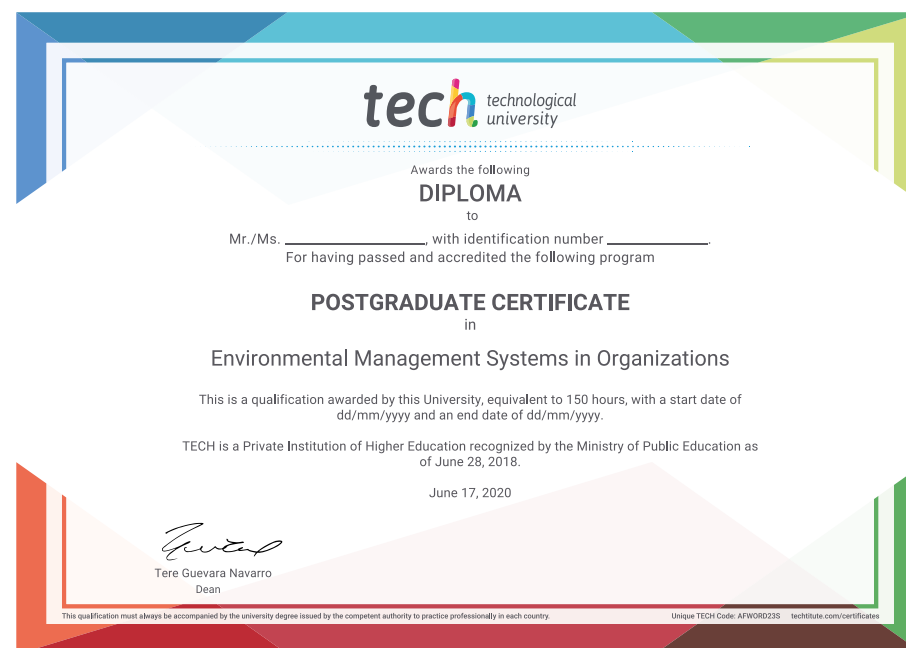 tech technological
university
Awards the following
DIPLOMA
to
Mr./Ms. ____________________, with identification number ______________.
For having passed and accredited the following program
POSTGRADUATE CERTIFICATE
in
Environmental Management Systems in Organizations
This is a qualification awarded by this University, equivalent to 150 hours, with a start date of
dd/mm/yyyy and an end date of dd/mm/yyyy.
TECH is a Private Institution of Higher Education recognized by the Ministry of Public Education as
of June 28, 2018.
June 17, 2020
Tere Guevara Navarro
Dean
This qualification must always be accompanied by the university degree issued by the competent authority to practice professionally in each country.
Unique TECH Code: AFWORD23S techtitute.com/certificates